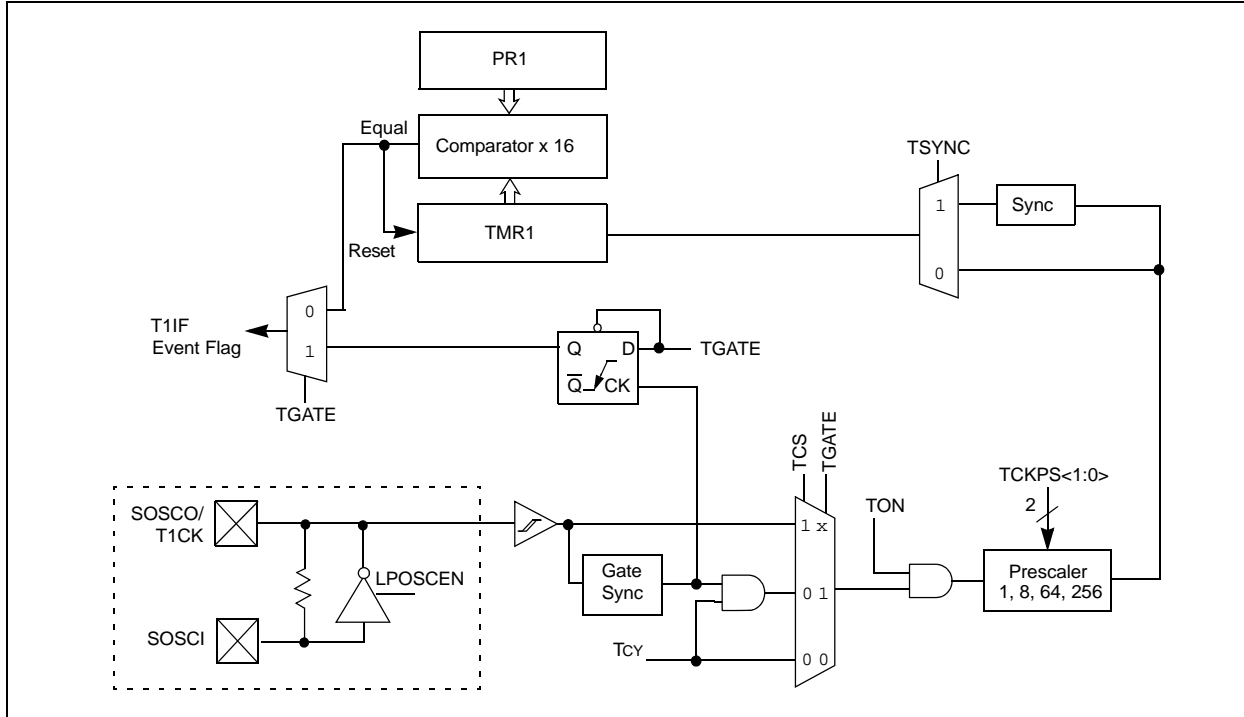 PR1
Equal
Comparator x 16
TSYNC
1
Sync
Reset
TMR1
0
0
T1IF
Event Flag
1
Q
D
TGATE
Q
CK
TGATE
TCS
TGATE
TCKPS<1:0>
2
SOSCO/
T1CK
TON
1 x
LPOSCEN
Gate
Sync
Prescaler
1, 8, 64, 256
0 1
SOSCI
TCY
0 0